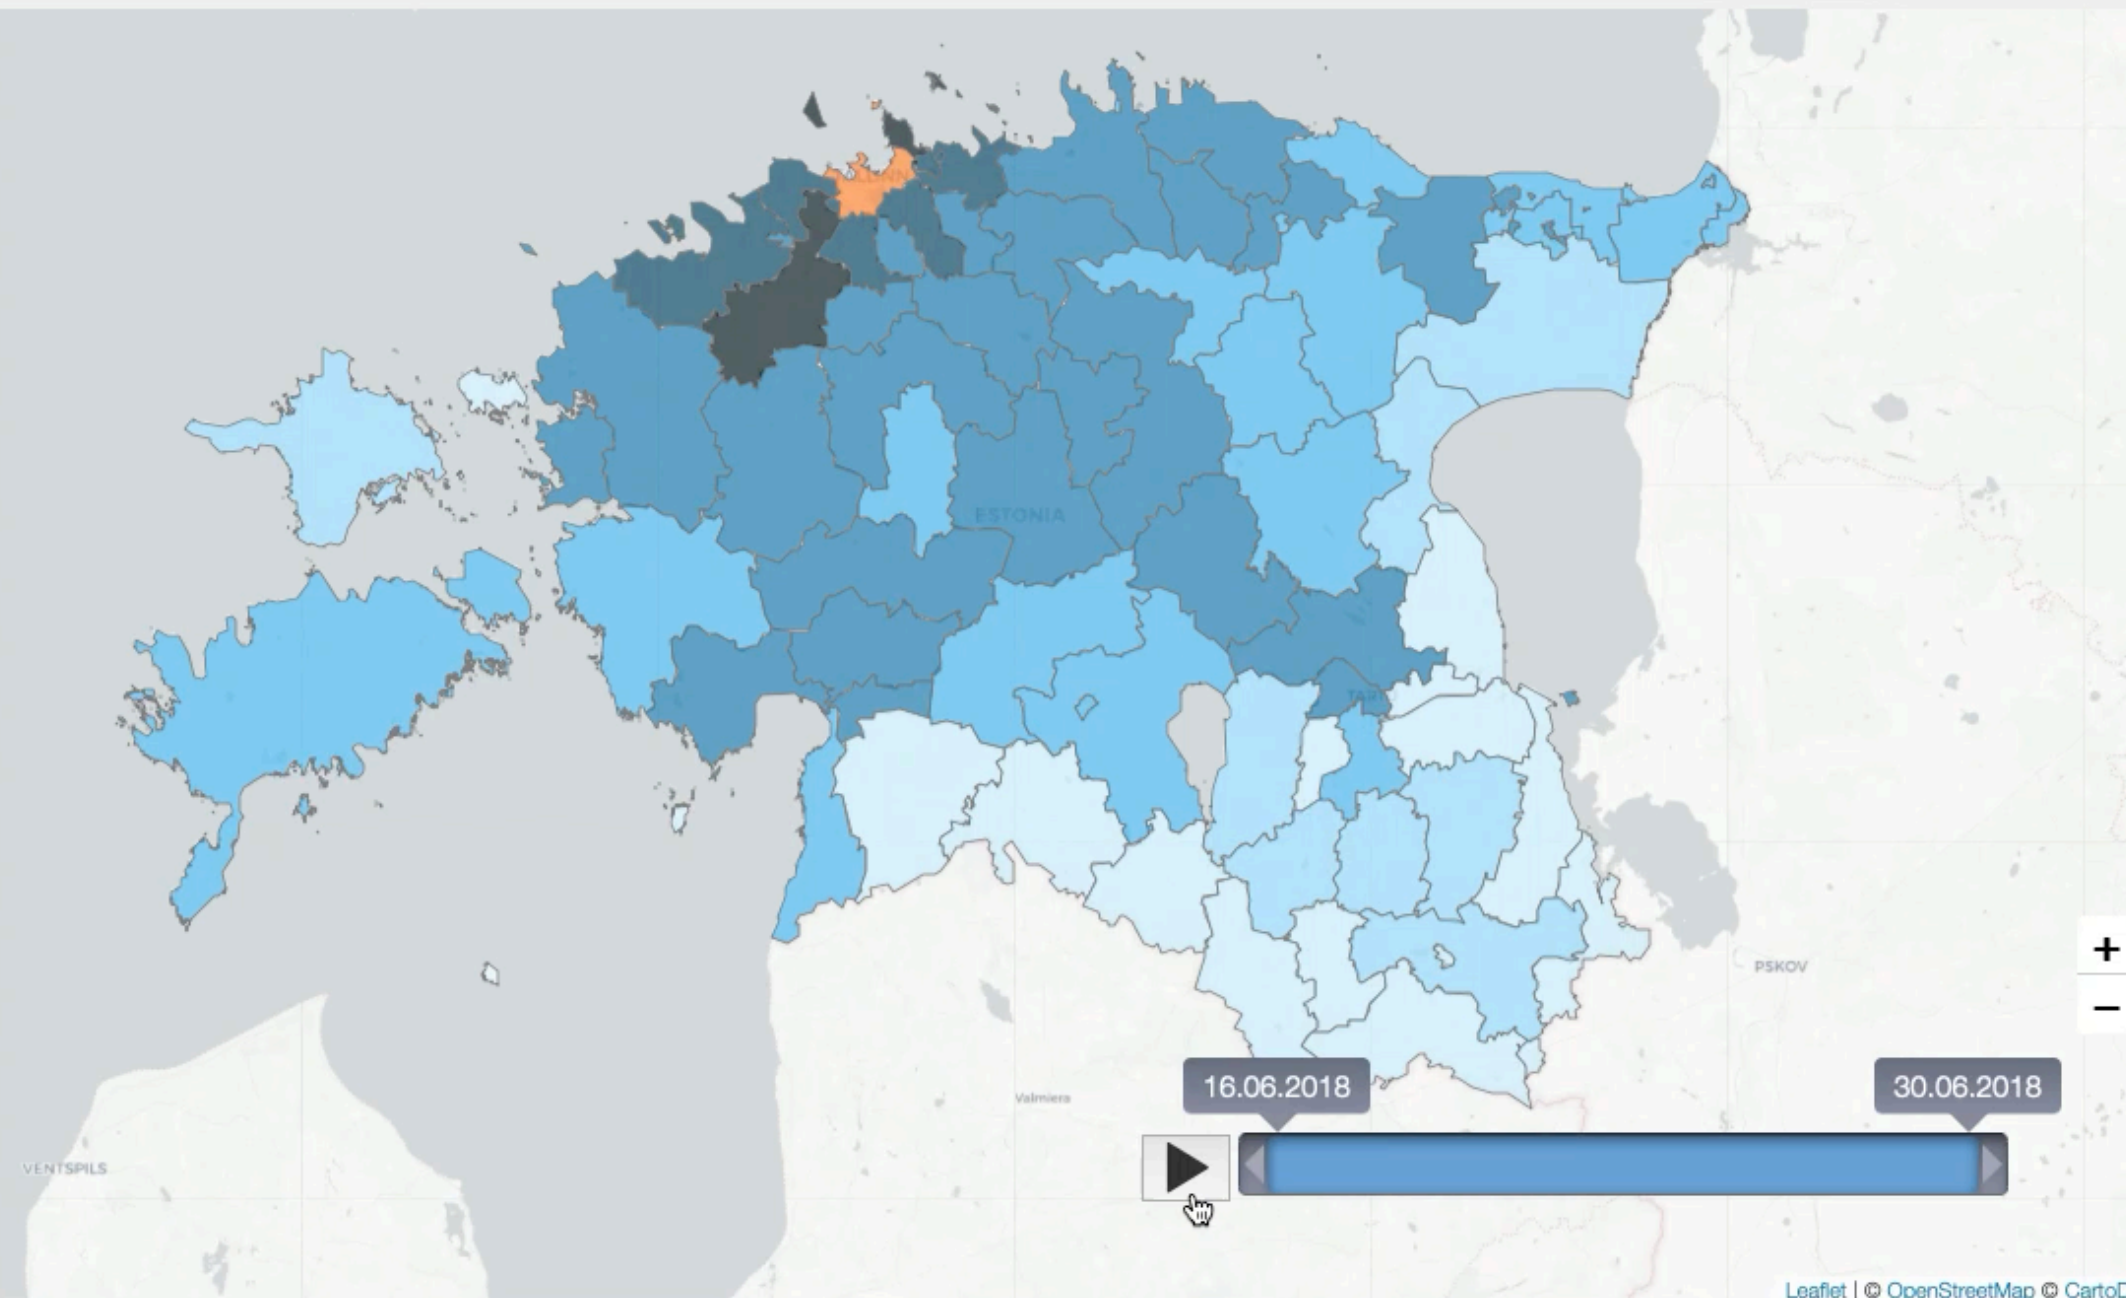 ESTONIA
PSKOV
16.06.2018
30.06.2018
Valmiera
VENTSPILS
+
−
Leaflet | © OpenStreetMap © CartoD